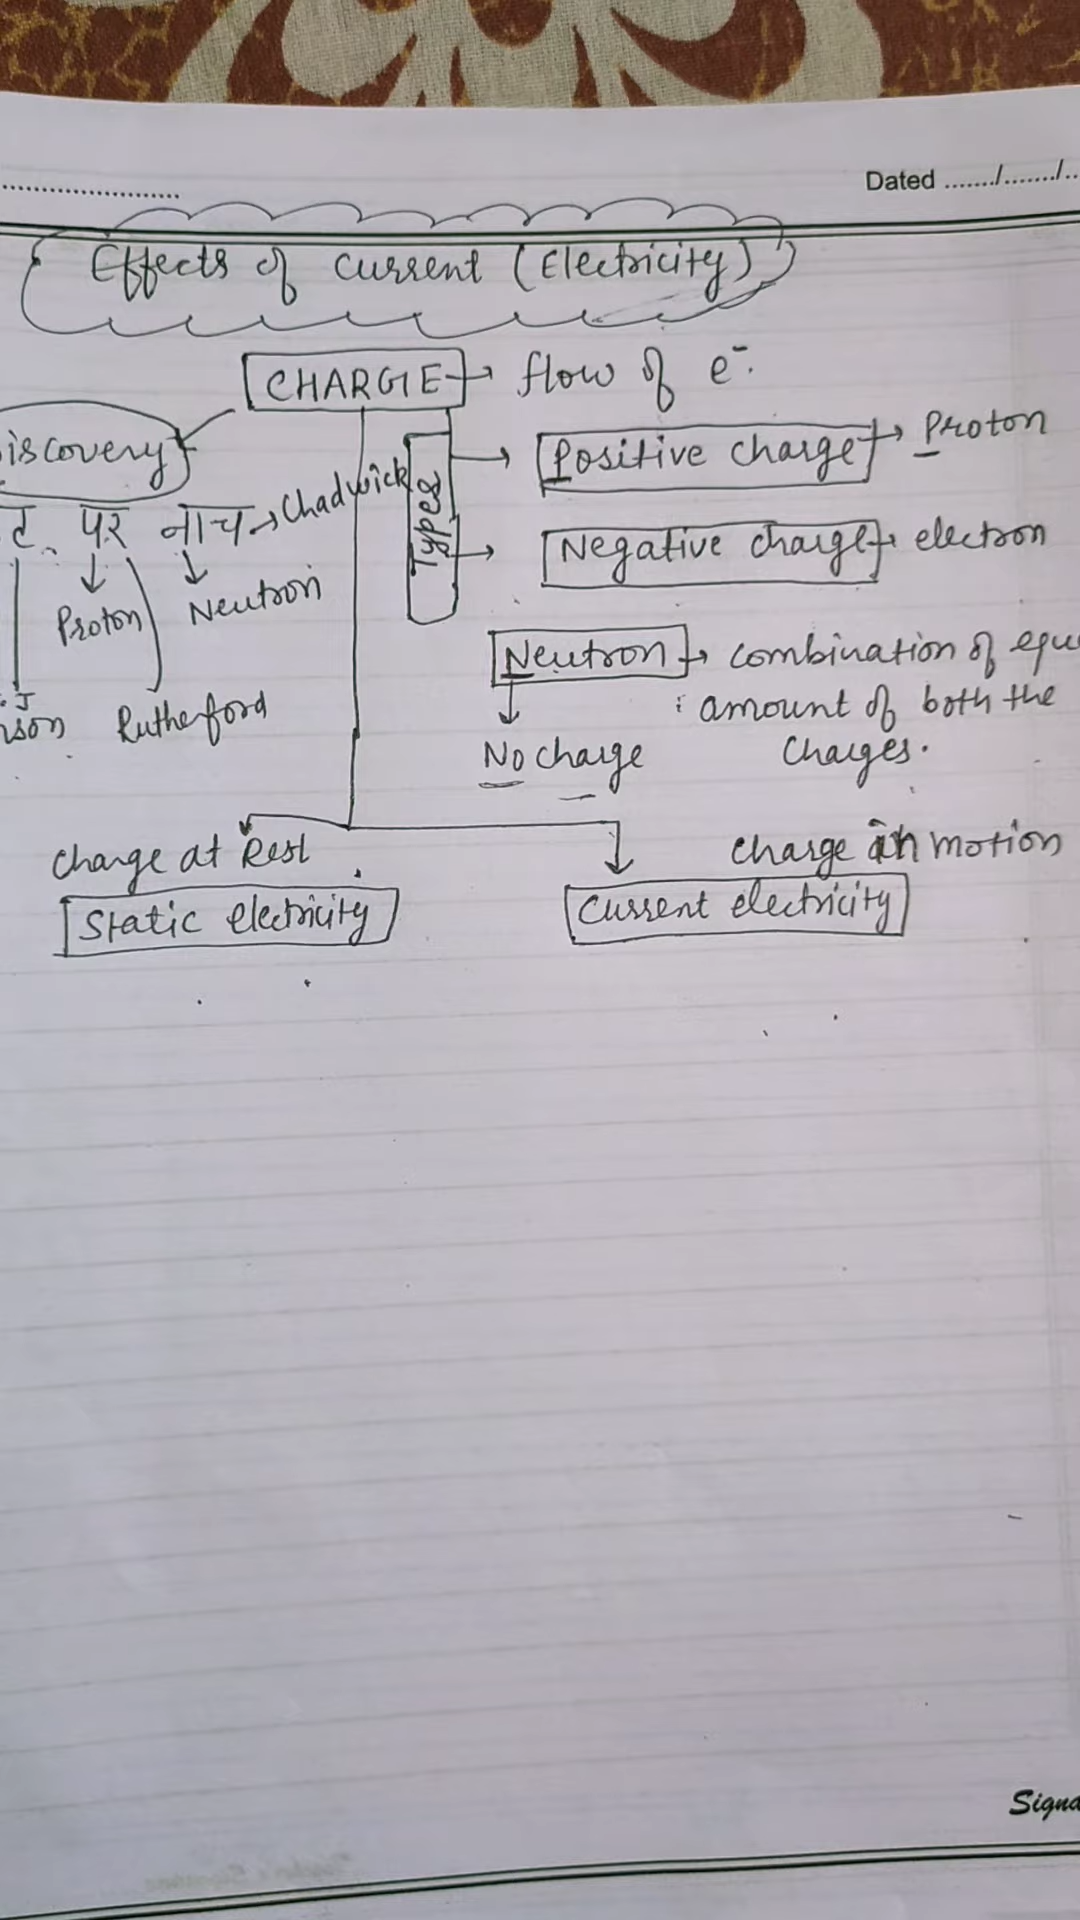 Dated ......./......./..
Effects of Current (Electricity)
CHARGE → flow of e⁻.
iscovery
Types
Positive charge → Proton
Negative charge → electron
पर नाच → Chadwick
Proton
Neutron
Rutherford
Neutron → combination of equ
amount of both the
charges.
No charge
Charge at Rest
Static electricity
Charge in motion
Current electricity
Signa